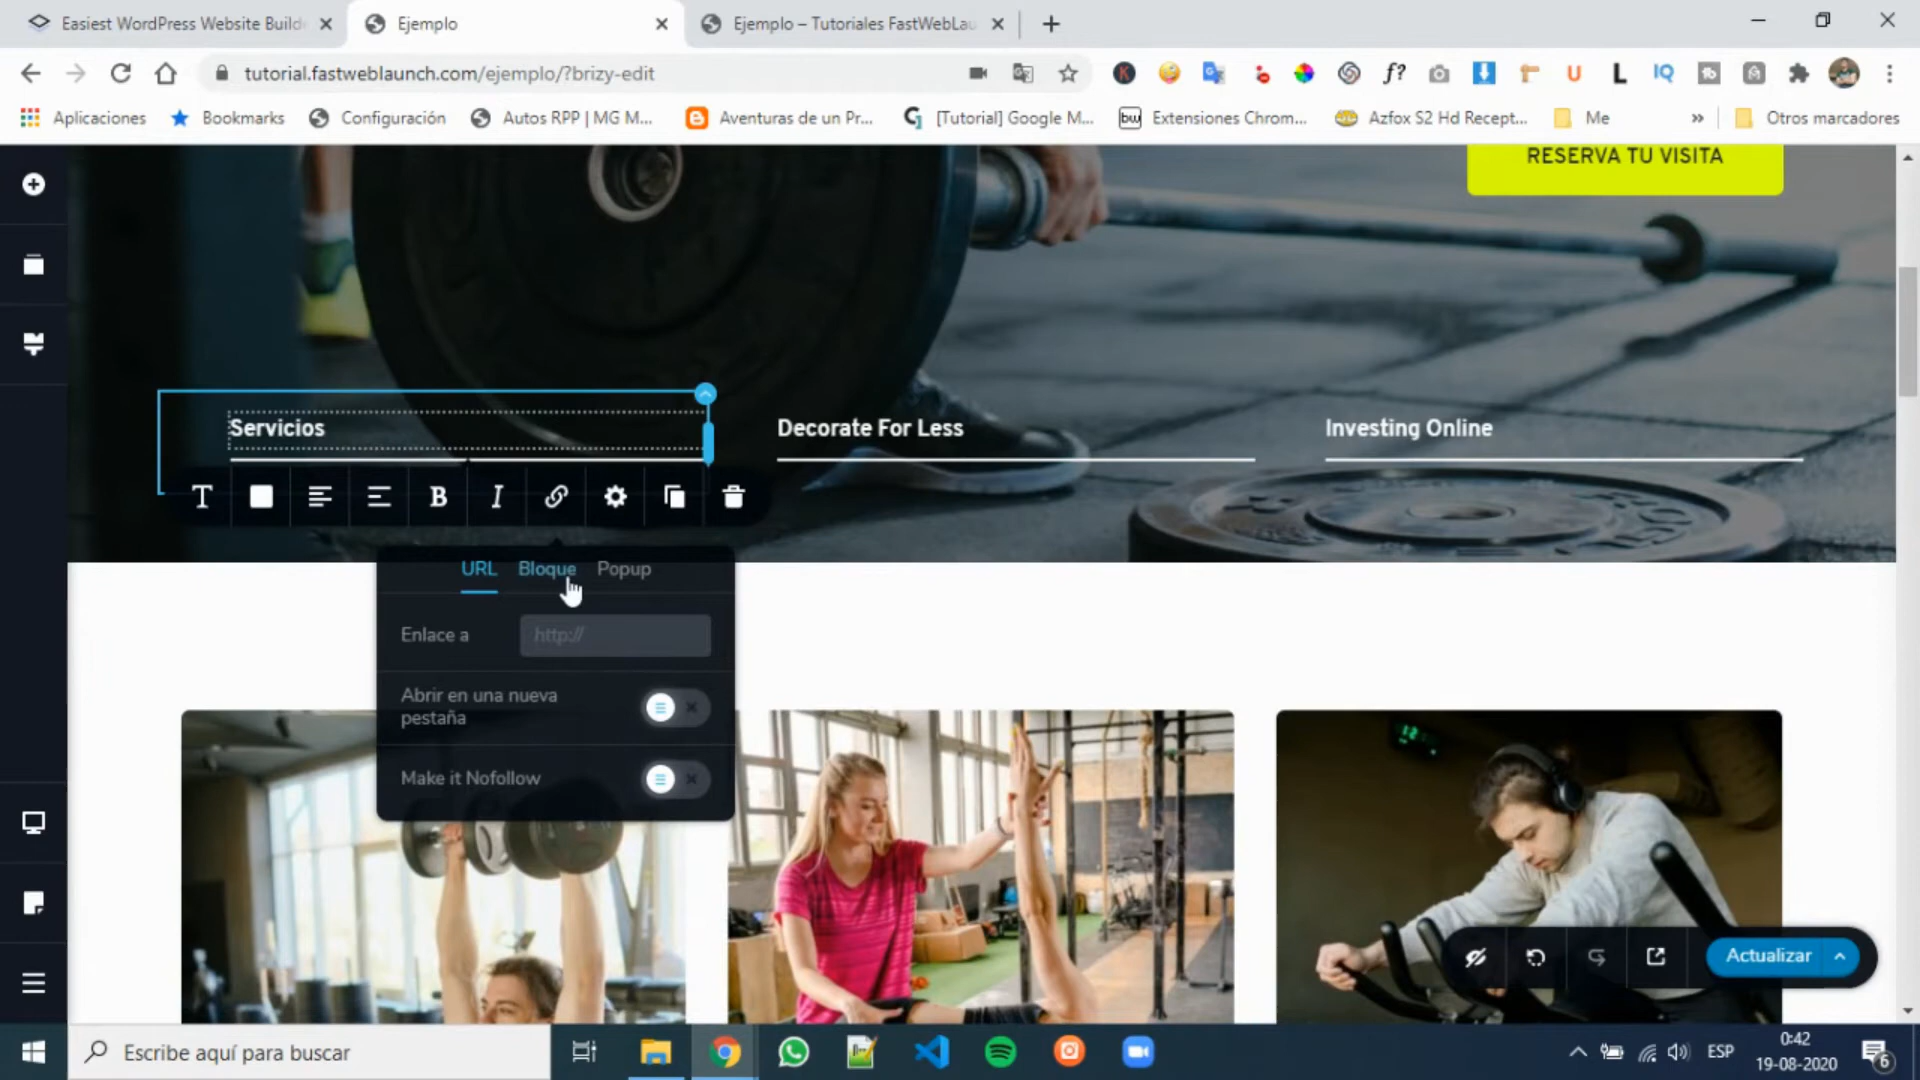 Easiest WordPress Website Builde
Ejemplo
Ejemplo – Tutoriales FastWebLau
tutorial.fastweblaunch.com/ejemplo/?brizy-edit
Aplicaciones
Bookmarks
Configuración
Autos RPP | MG M...
Aventuras de un Pr...
[Tutorial] Google M...
Extensiones Chrom...
Azfox S2 Hd Recept...
Me
»
Otros marcadores
RESERVA TU VISITA
Servicios
Decorate For Less
Investing Online
URL Bloque Popup
Enlace a
http://
Abrir en una nueva
pestaña
Make it Nofollow
Actualizar
Escribe aquí para buscar
ESP
0:42
19-08-2020
6